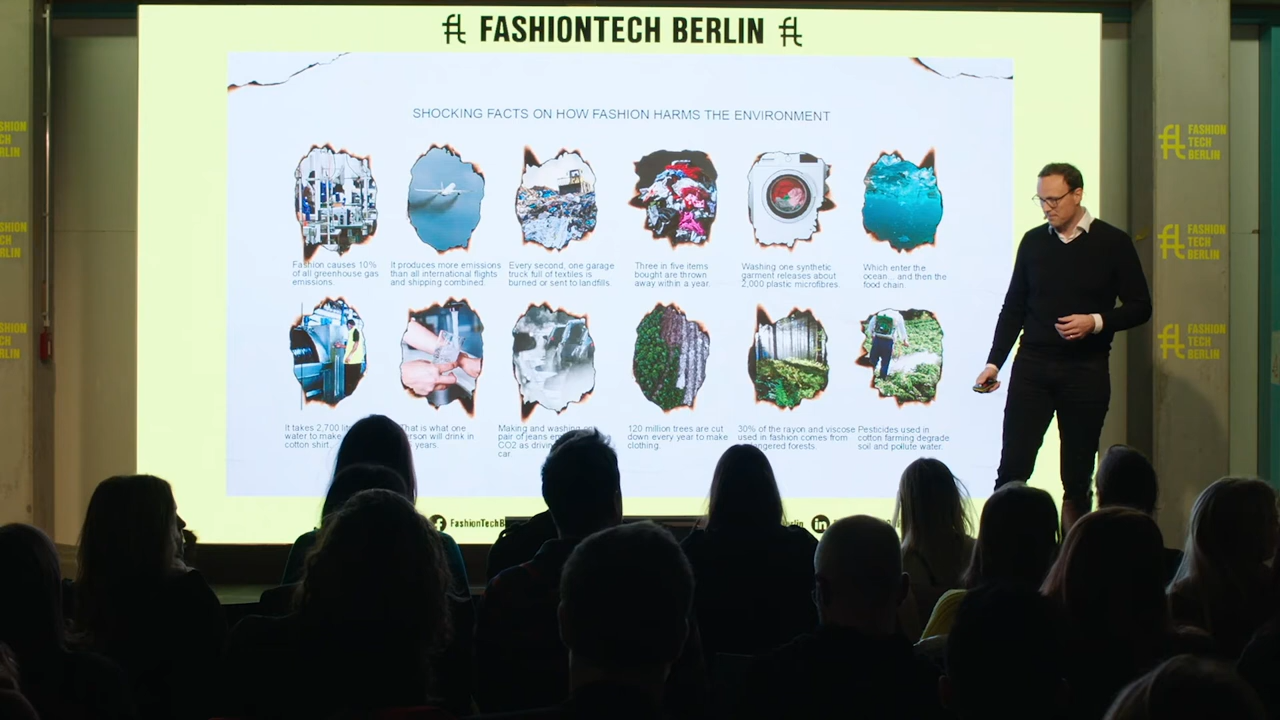 FASHIONTECH BERLIN
SHOCKING FACTS ON HOW FASHION HARMS THE ENVIRONMENT
Fashion causes 10%
of all greenhouse gas
emissions.
It produces more emissions
than all international flights
and shipping combined.
Every second, one garbage
truck full of textiles is
burned or sent to landfills.
Three in five items
bought are thrown
away within a year.
Washing one synthetic
garment releases about
2,000 plastic microfibres.
Which enter the
ocean... and then the
food chain.
It takes 2,700
water to make
cotton shirt...
That is what one
will drink in
years.
Making and washing
pair of jeans
CO2 as
car.
120 million trees are cut
down every year to make
clothing.
30% of the rayon and viscose
used in fashion comes from
forests.
Pesticides used in
cotton farming degrade
soil and pollute water.
FashionTech
in
FASHION
TECH
BERLIN
FASHION
TECH
BERLIN
FASHION
TECH
BERLIN